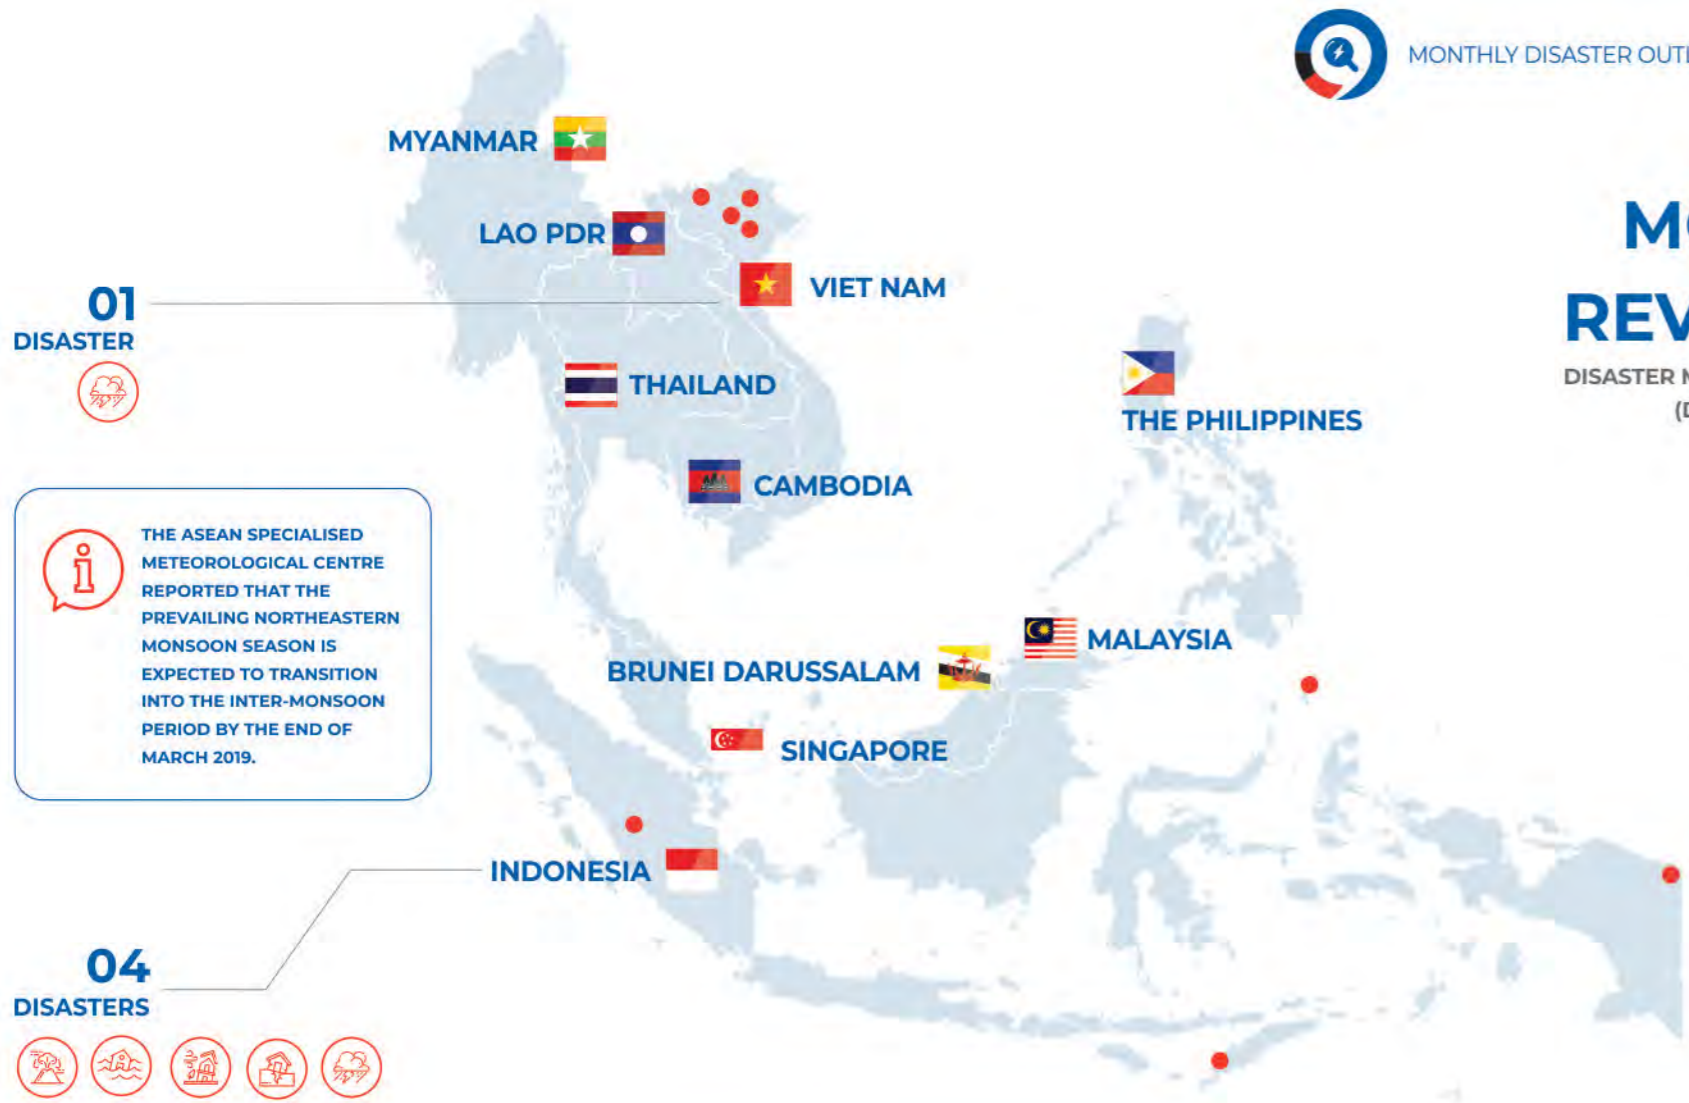 MONTHLY DISASTER
MYANMAR
LAO PDR
VIET NAM
01
DISASTER
THAILAND
THE PHILIPPINES
DISASTER
CAMBODIA
THE ASEAN SPECIALISED
METEOROLOGICAL CENTRE
REPORTED THAT THE
PREVAILING NORTHEASTERN
MONSOON SEASON IS
EXPECTED TO TRANSITION
INTO THE INTER-MONSOON
PERIOD BY THE END OF
MARCH 2019.
MALAYSIA
BRUNEI DARUSSALAM
SINGAPORE
INDONESIA
04
DISASTERS